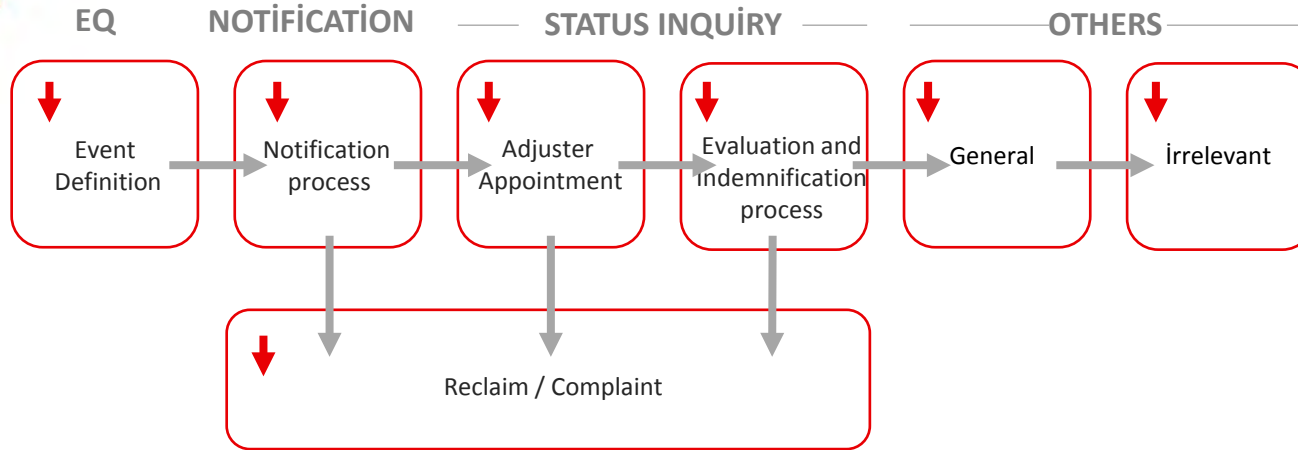 EQ
NOTİFİCATİON
STATUS INQUİRY
OTHERS
Event
Definition
Notification
process
Adjuster
Appointment
Evaluation and
indemnification
process
General
İrrelevant
Reclaim / Complaint